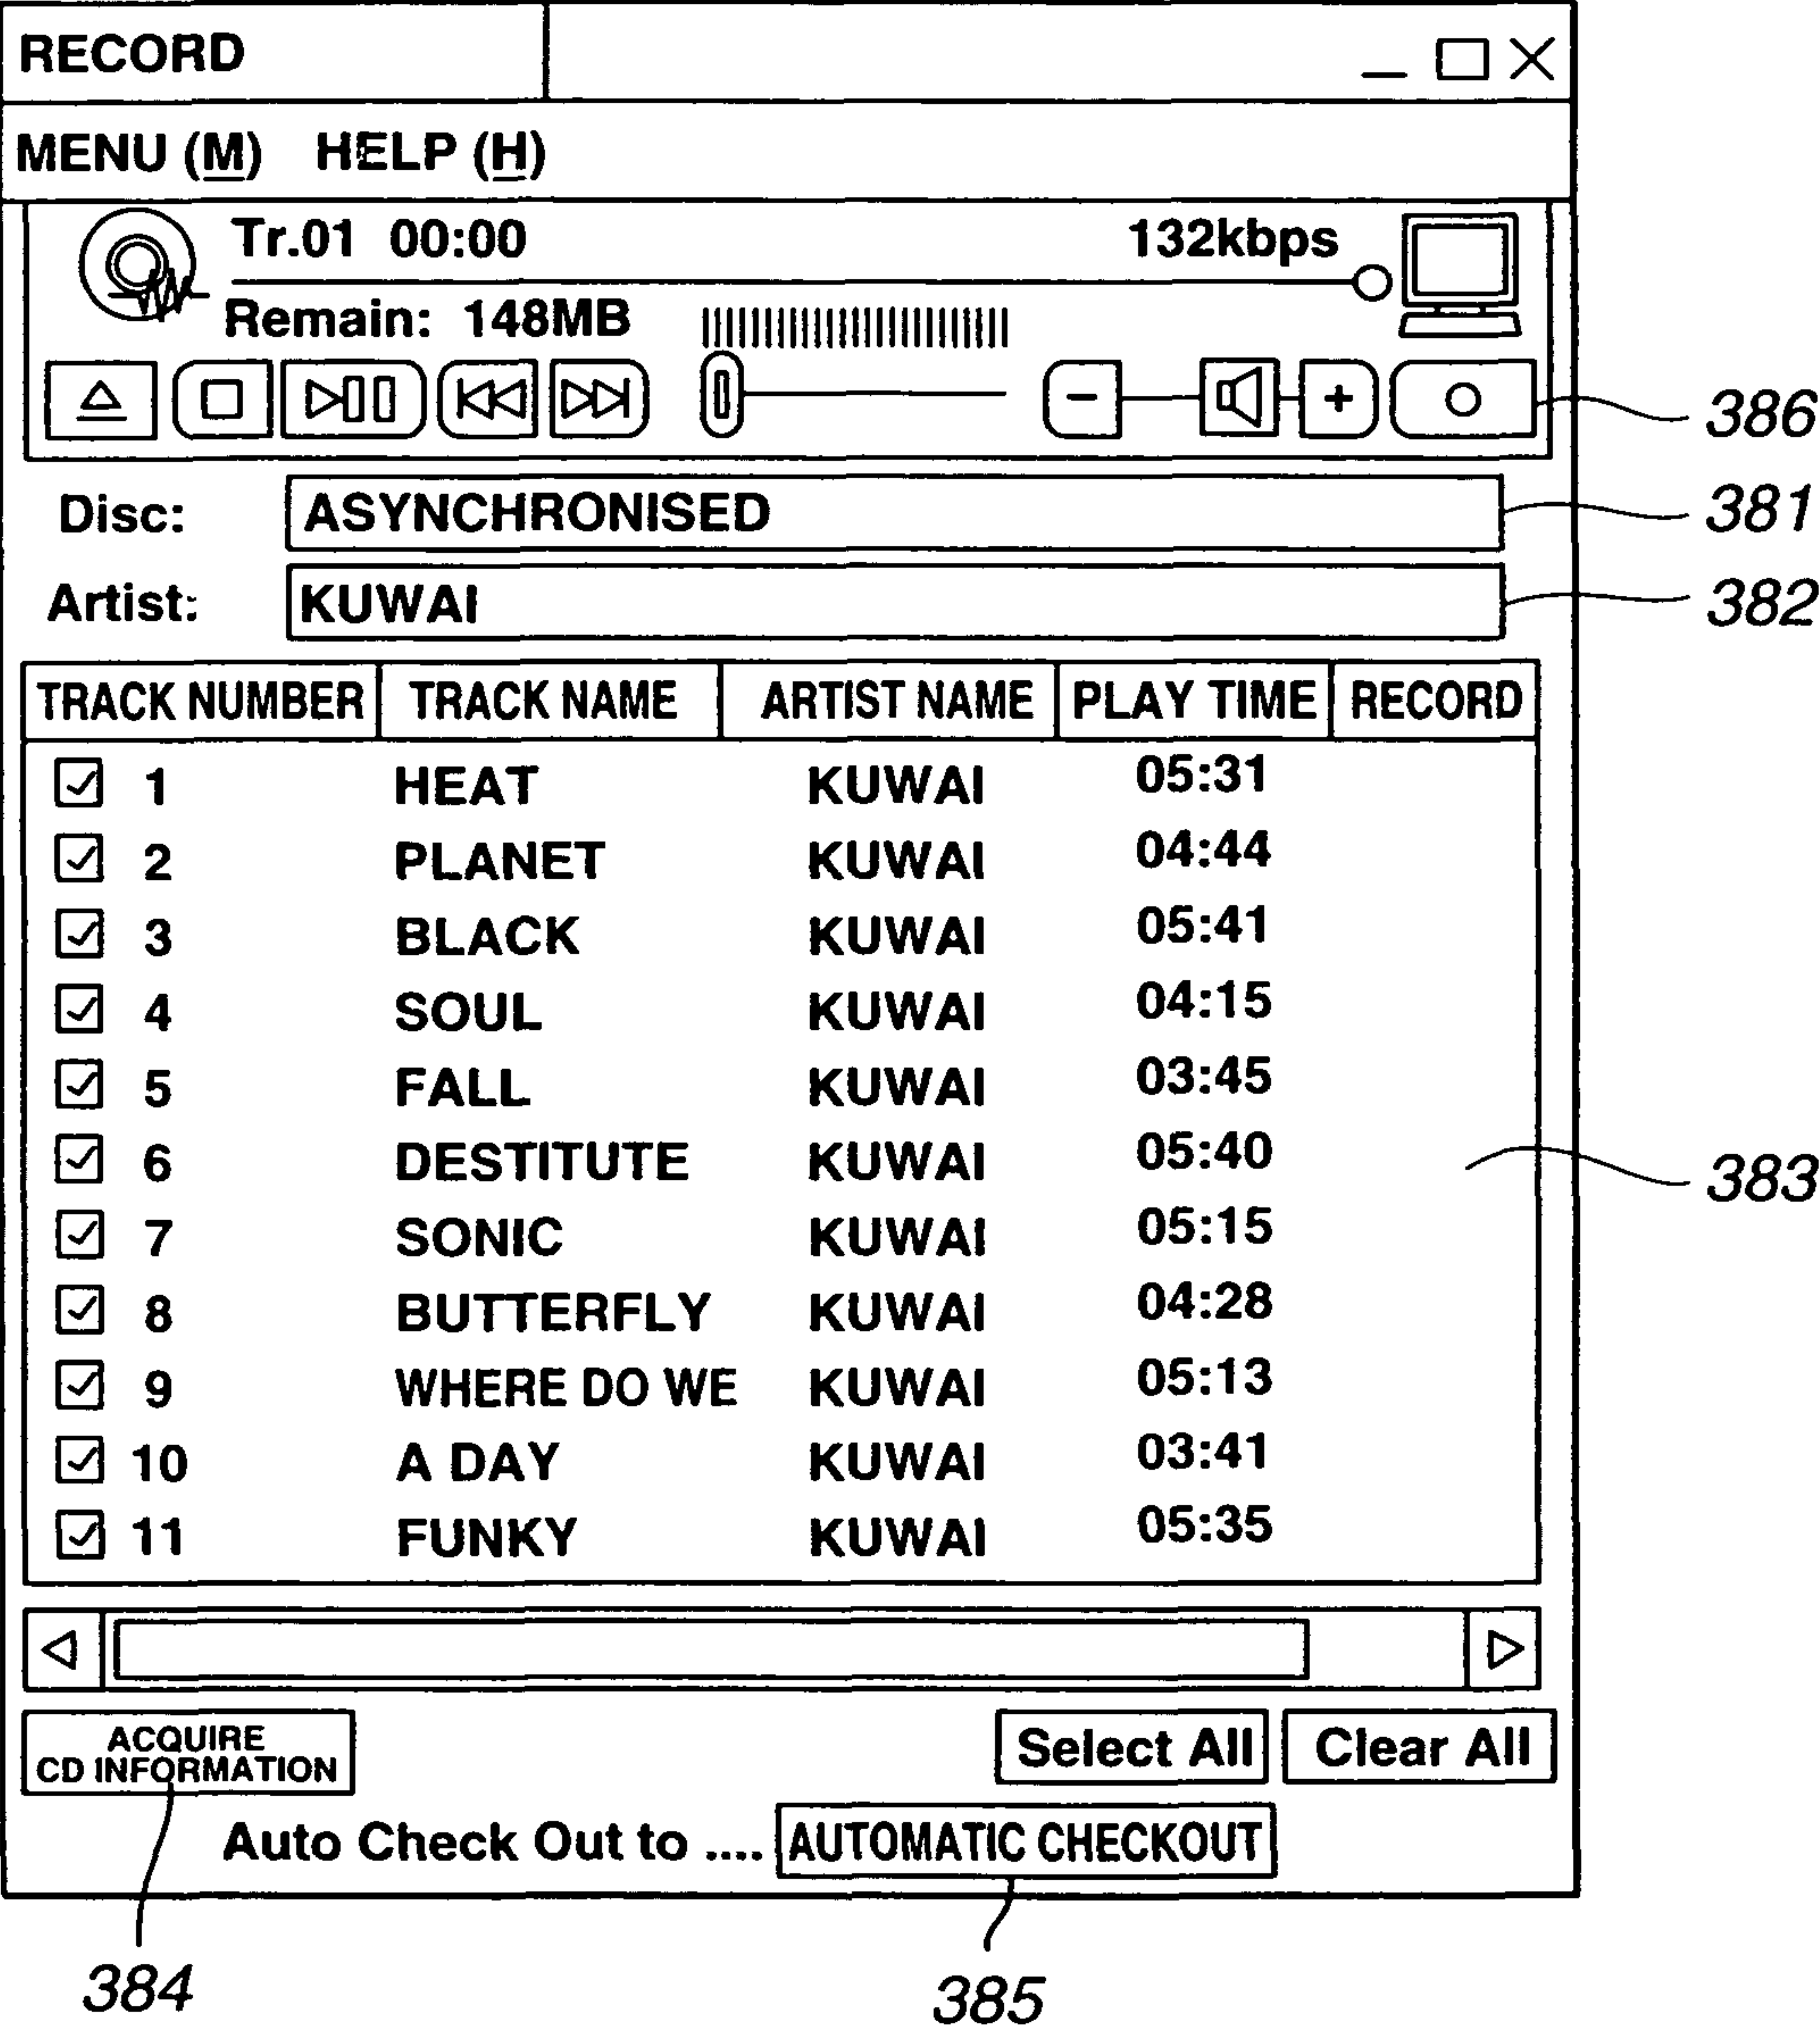 RECORD
MENU (M) HELP (H)
Tr.01 00:00 132kbps
Remain: 148MB
386
Disc: ASYNCHRONISED 381
Artist: KUWAI 382
TRACK NUMBER TRACK NAME ARTIST NAME PLAY TIME RECORD
1 HEAT KUWAI 05:31
2 PLANET KUWAI 04:44
3 BLACK KUWAI 05:41
4 SOUL KUWAI 04:15
5 FALL KUWAI 03:45
6 DESTITUTE KUWAI 05:40
383
7 SONIC KUWAI 05:15
8 BUTTERFLY KUWAI 04:28
9 WHERE DO WE KUWAI 05:13
10 A DAY KUWAI 03:41
11 FUNKY KUWAI 05:35
ACQUIRE
CD INFORMATION
Select All Clear All
Auto Check Out to .... AUTOMATIC CHECKOUT
384 385